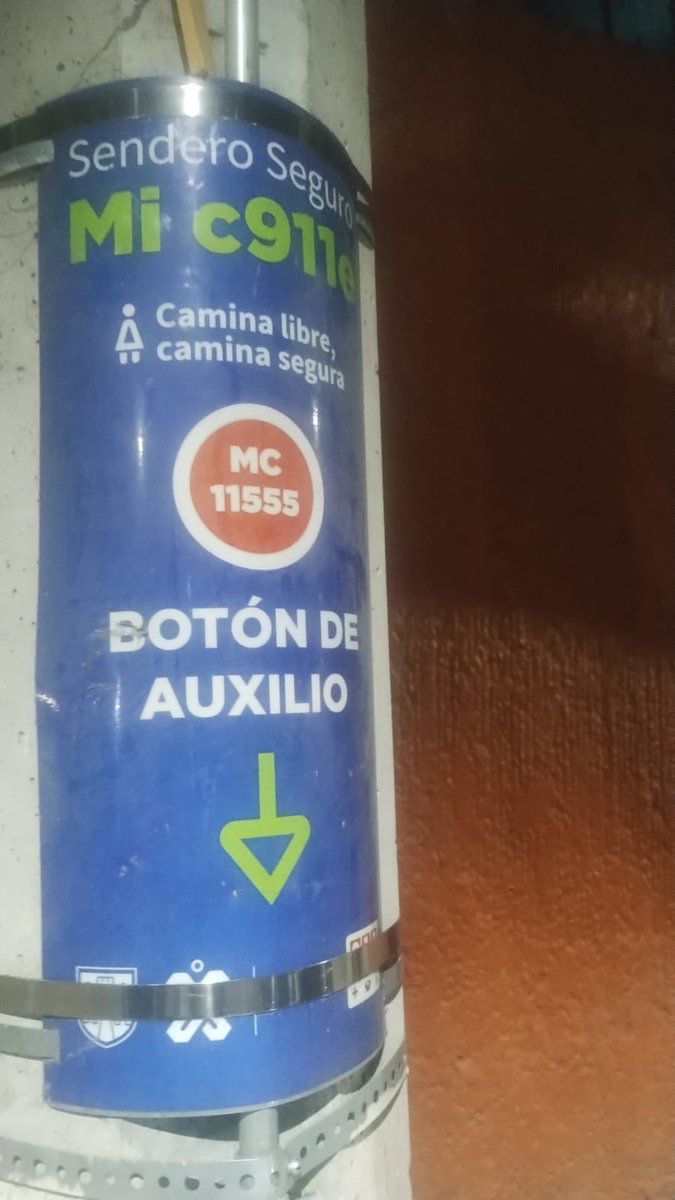 Sendero Seguro
Mi c911e
Camina libre,
camina segura
MC
11555
BOTÓN DE
AUXILIO